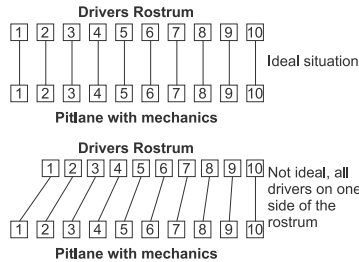 Drivers Rostrum
1 2 3 4 5 6 7 8 9 10
Ideal situation
1 2 3 4 5 6 7 8 9 10
Pitlane with mechanics
Drivers Rostrum
1 2 3 4 5 6 7 8 9 10
Not ideal, all
drivers on one
side of the
rostrum
1 2 3 4 5 6 7 8 9 10
Pitlane with mechanics